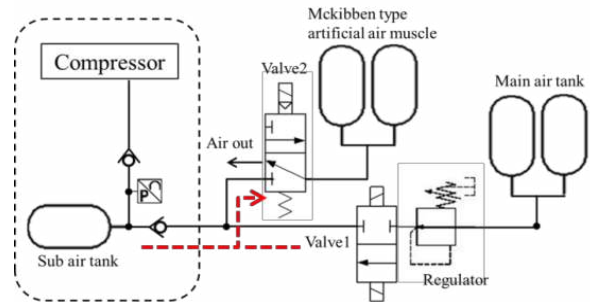 Mckibben type
artificial air muscle
Compressor
Valve2
Main air tank
Air out
P
Sub air tank
Valve1
Regulator